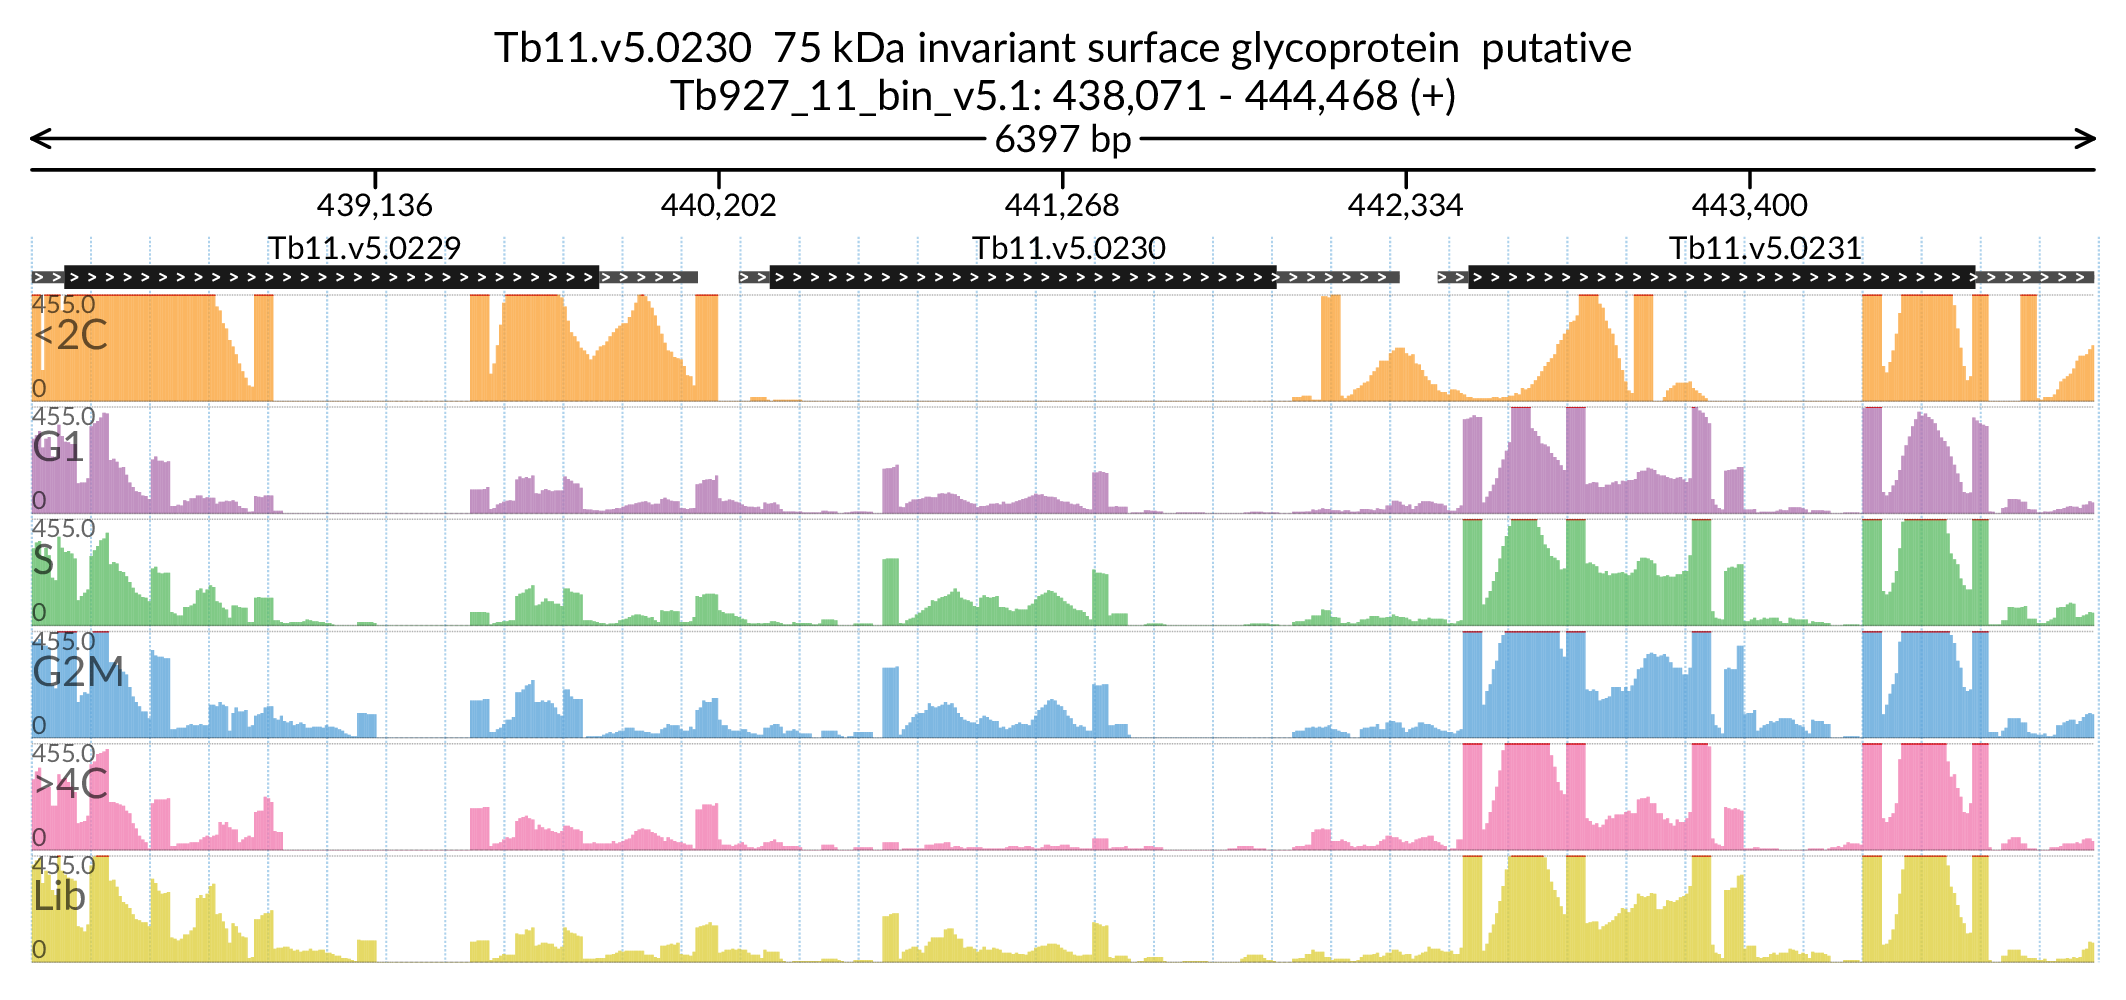 Tb11.v5.0230  75 kDa invariant surface glycoprotein  putative
Tb927_11_bin_v5.1: 438,071 - 444,468 (+)
6397 bp
439,136 440,202 441,268 442,334 443,400
Tb11.v5.0229 Tb11.v5.0230 Tb11.v5.0231
455.0
<2C
0
455.0
G1
0
455.0
S
0
455.0
G2M
0
455.0
>4C
0
455.0
Lib
0